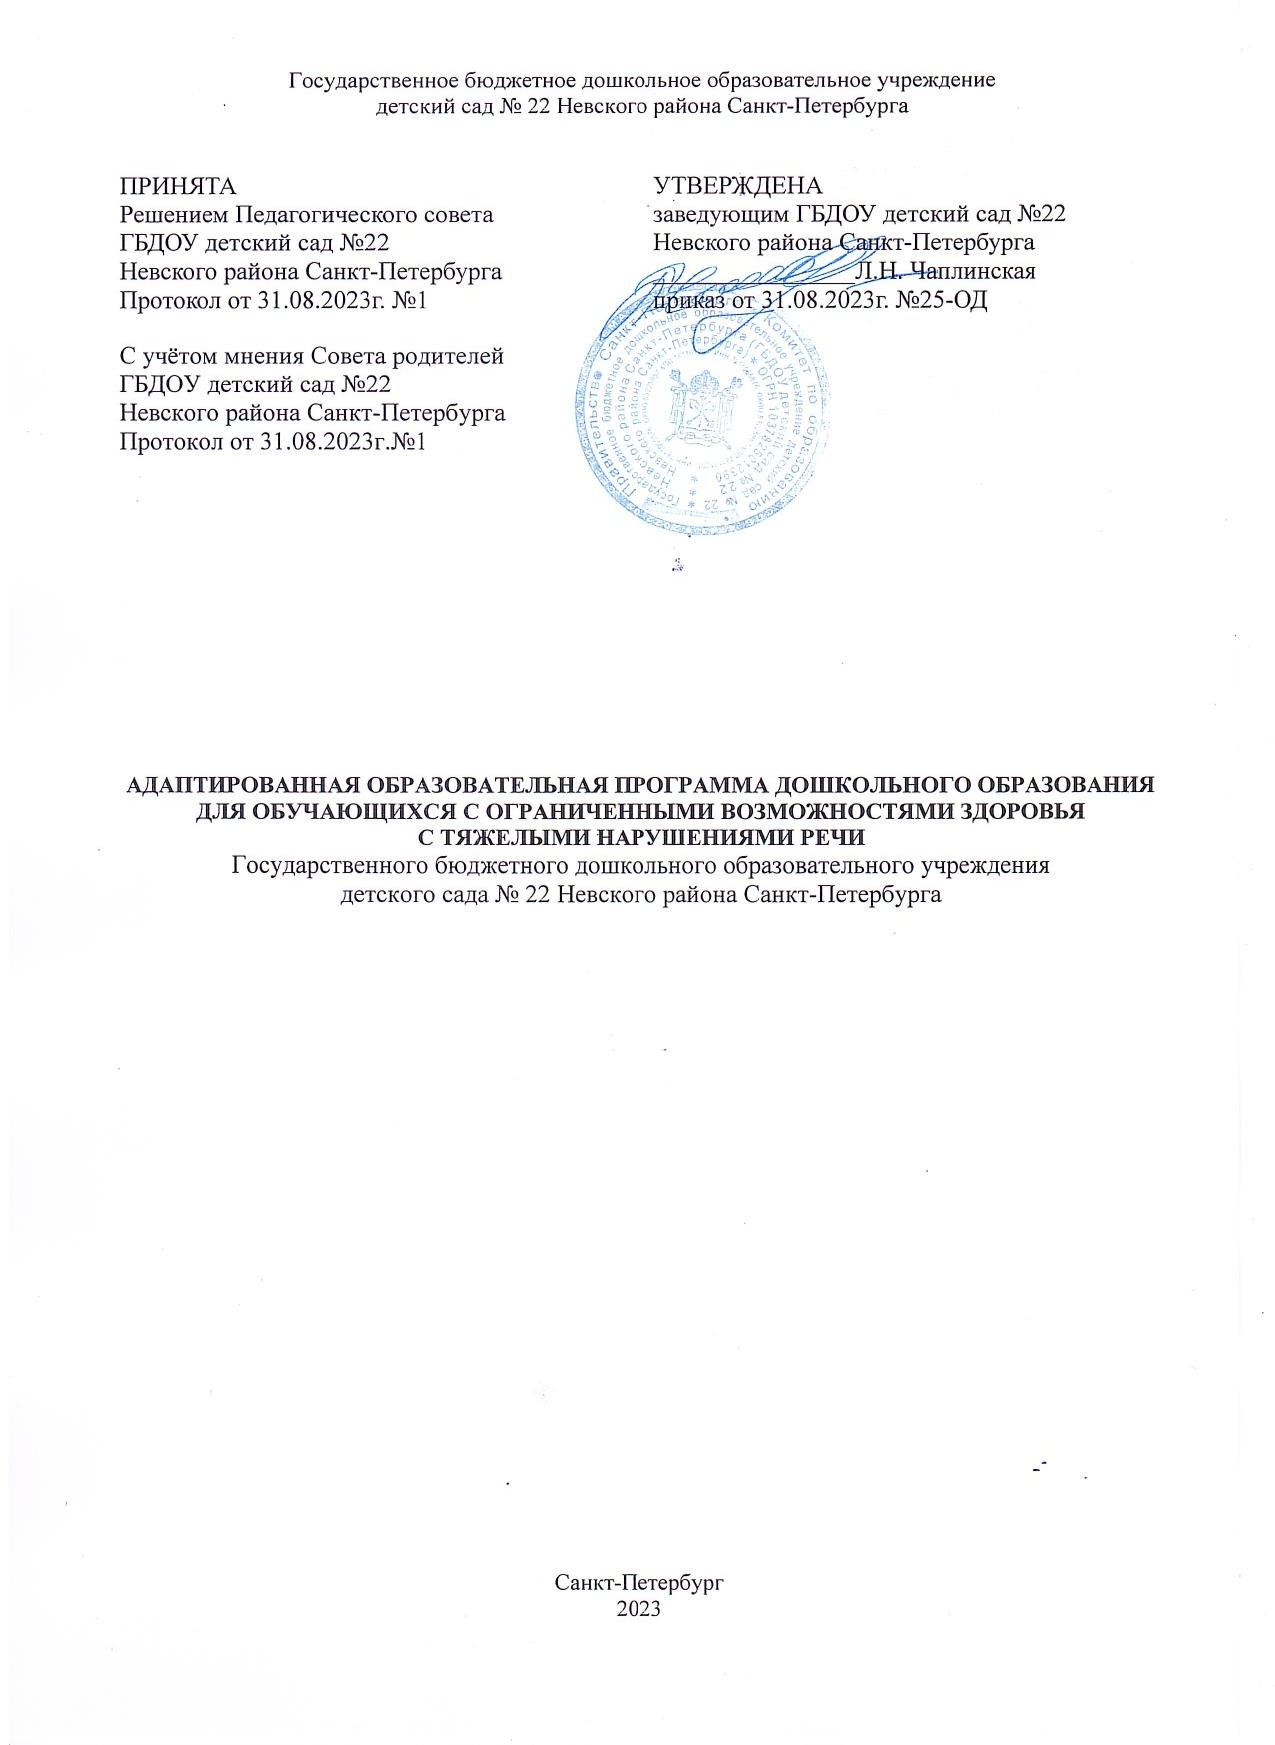 Государственное бюджетное дошкольное образовательное учреждение
детский сад № 22 Невского района Санкт-Петербурга
ПРИНЯТА
Решением Педагогического совета
ГБДОУ детский сад №22
Невского района Санкт-Петербурга
Протокол от 31.08.2023г. №1
С учётом мнения Совета родителей
ГБДОУ детский сад №22
Невского района Санкт-Петербурга
Протокол от 31.08.2023г.№1
УТВЕРЖДЕНА
заведующим ГБДОУ детский сад №22
Невского района Санкт-Петербурга
Л.Н. Чаплинская
приказ от 31.08.2023г. №25-ОД
Комитет по образованию
АДАПТИРОВАННАЯ ОБРАЗОВАТЕЛЬНАЯ ПРОГРАММА ДОШКОЛЬНОГО ОБРАЗОВАНИЯ
ДЛЯ ОБУЧАЮЩИХСЯ С ОГРАНИЧЕННЫМИ ВОЗМОЖНОСТЯМИ ЗДОРОВЬЯ
С ТЯЖЕЛЫМИ НАРУШЕНИЯМИ РЕЧИ
Государственного бюджетного дошкольного образовательного учреждения
детского сада № 22 Невского района Санкт-Петербурга
Санкт-Петербург
2023